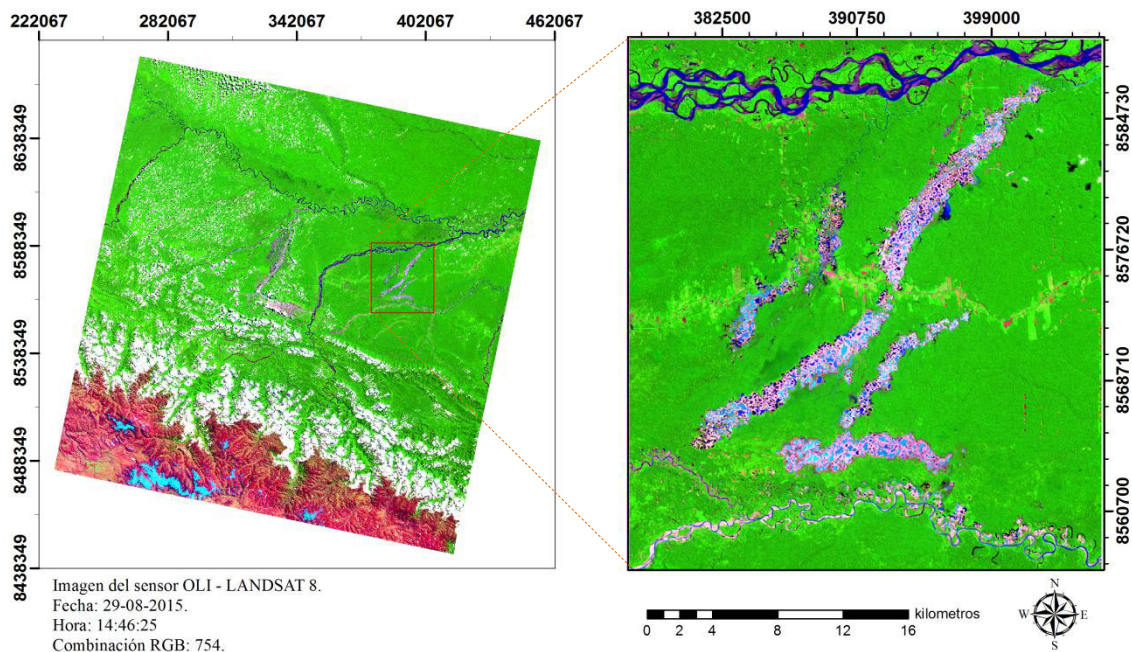 222067 282067 342067 402067 462067
382500 390750 399000
8638349
8588349
8538349
8488349
8438349
8584730
8576720
8568710
8560700
Imagen del sensor OLI - LANDSAT 8.
Fecha: 29-08-2015.
Hora: 14:46:25
Combinación RGB: 754.
kilometros
0 2 4 8 12 16
N
W E
S